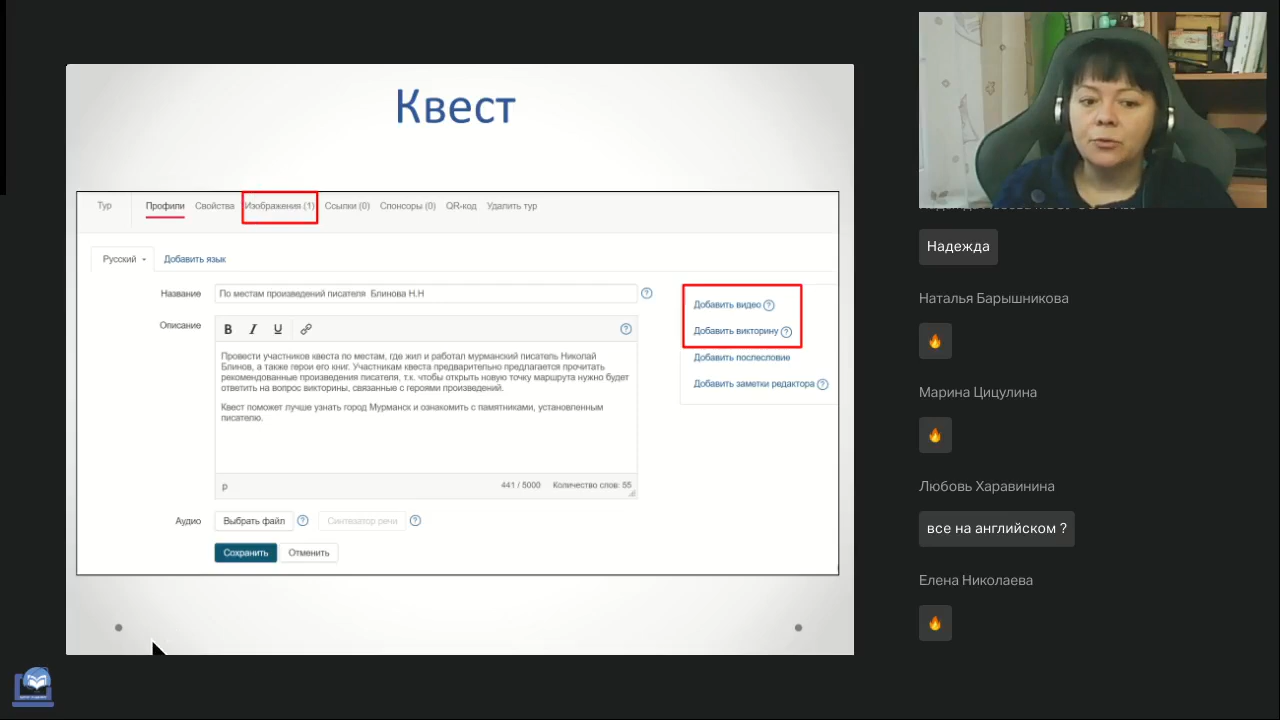 Квест
Тур Профили Свойства Изображения (1) Ссылки (0) Спонсоры (0) QR-код Удалить тур
Русский Добавить язык
Название По местам произведений писателя Блинова Н.Н
Описание B I U
Провести участников квеста по местам, где жил и работал мурманский писатель Николай
Блинов, а также герои его книг. Участникам квеста предварительно предлагается прочитать
рекомендованные произведения писателя, т.к. чтобы открыть новую точку маршрута нужно будет
ответить на вопрос викторины, связанные с героями произведений.
Квест поможет лучше узнать город Мурманск и ознакомить с памятниками, установленным
писателю.
p 441 / 5000 Количество слов: 55
Аудио Выбрать файл Синтезатор речи
Сохранить Отменить
Добавить видео
Добавить викторину
Добавить послесловие
Добавить заметки редактора
Надежда
Наталья Барышникова
Марина Цицулина
Любовь Харавинина
все на английском ?
Елена Николаева